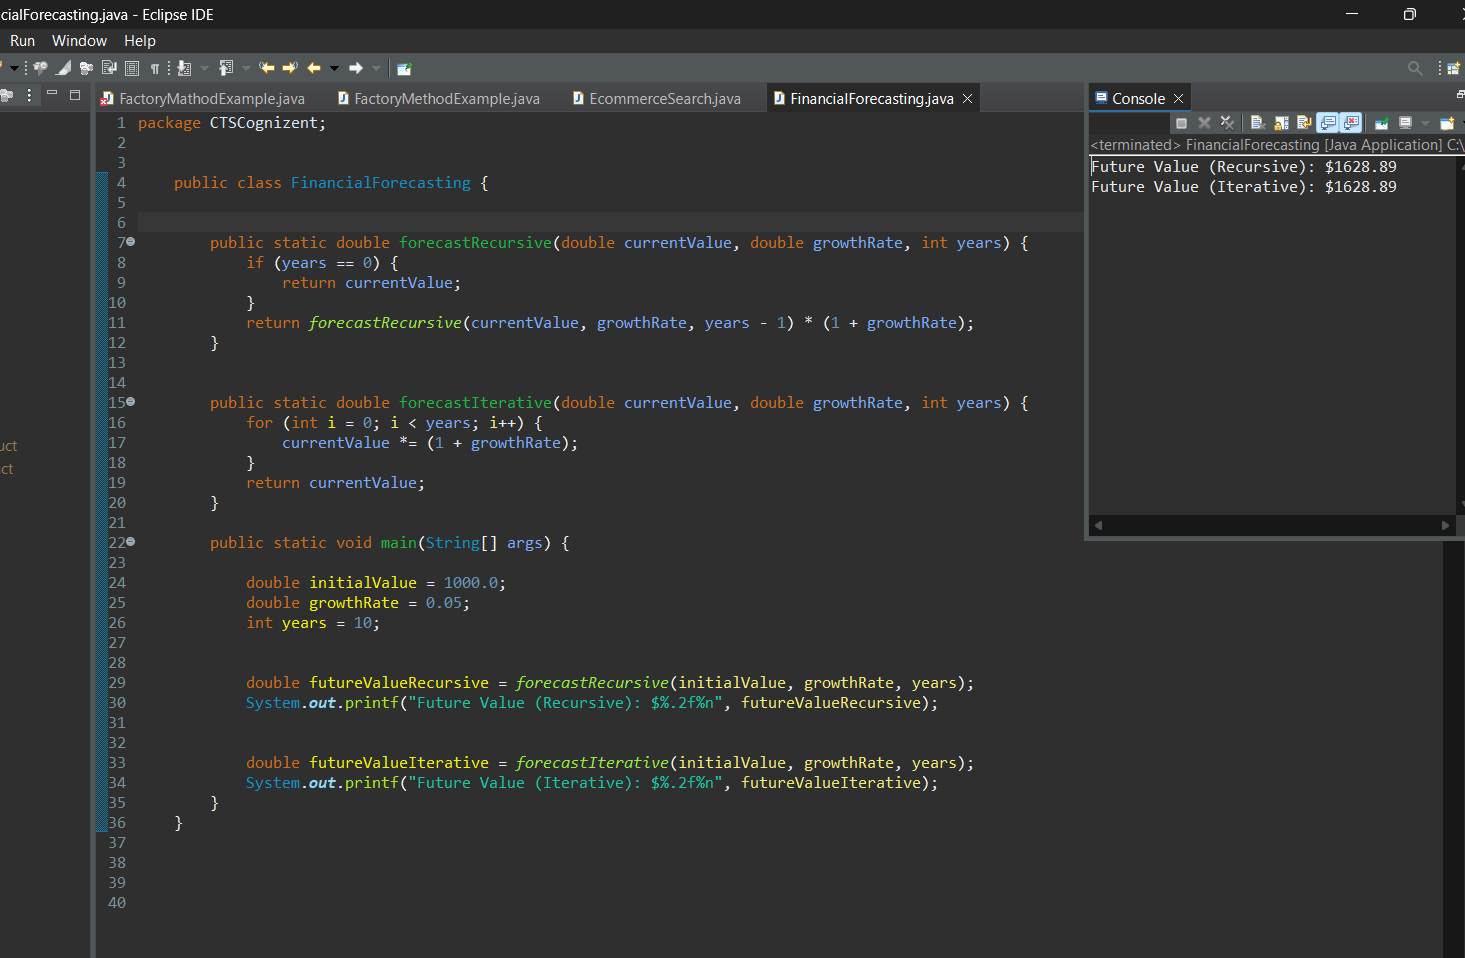 cialForecasting.java - Eclipse IDE
Run Window Help
FactoryMathodExample.java FactoryMethodExample.java EcommerceSearch.java FinancialForecasting.java
1 package CTSCognizent;
2
3
4 public class FinancialForecasting {
5
6
7 public static double forecastRecursive(double currentValue, double growthRate, int years) {
8 if (years == 0) {
9 return currentValue;
10 }
11 return forecastRecursive(currentValue, growthRate, years - 1) * (1 + growthRate);
12 }
13
14
15 public static double forecastIterative(double currentValue, double growthRate, int years) {
16 for (int i = 0; i < years; i++) {
17 currentValue *= (1 + growthRate);
18 }
19 return currentValue;
20 }
21
22 public static void main(String[] args) {
23
24 double initialValue = 1000.0;
25 double growthRate = 0.05;
26 int years = 10;
27
28
29 double futureValueRecursive = forecastRecursive(initialValue, growthRate, years);
30 System.out.printf("Future Value (Recursive): $%.2f%n", futureValueRecursive);
31
32
33 double futureValueIterative = forecastIterative(initialValue, growthRate, years);
34 System.out.printf("Future Value (Iterative): $%.2f%n", futureValueIterative);
35 }
36 }
37
38
39
40
uct
ct
Console
<terminated> FinancialForecasting [Java Application] C:\
Future Value (Recursive): $1628.89
Future Value (Iterative): $1628.89